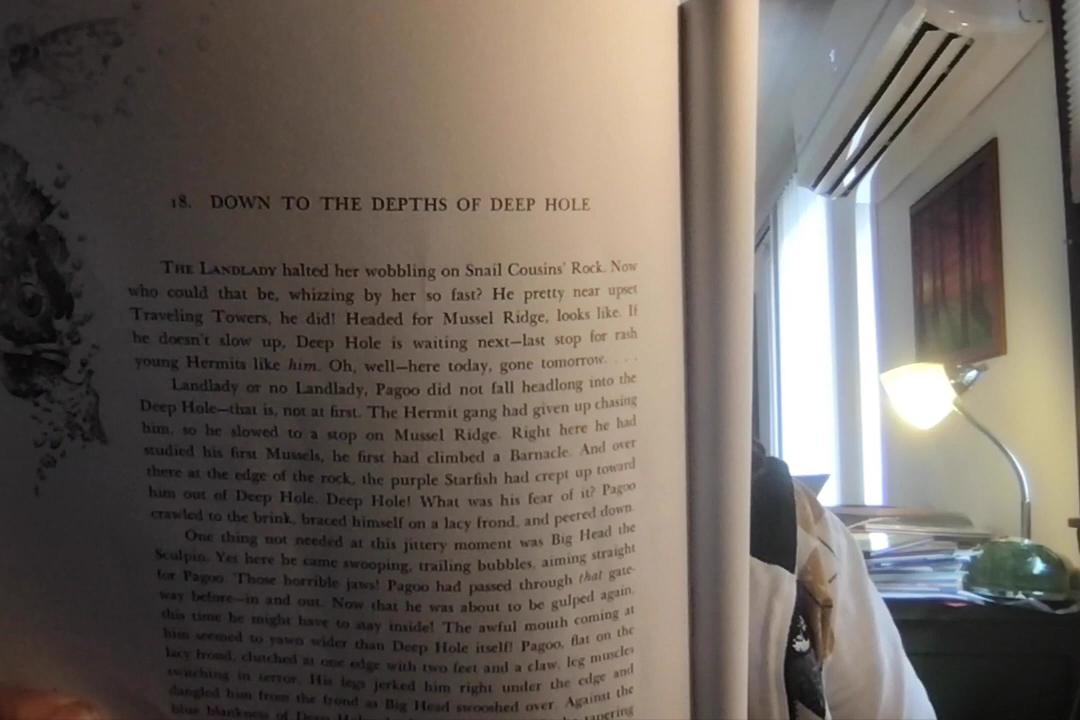 18. DOWN TO THE DEPTHS OF DEEP HOLE
THE LANDLADY halted her wobbling on Snail Cousins' Rock. Now
who could that be, whizzing by her so fast? He pretty near upset
Traveling Towers, he did! Headed for Mussel Ridge, looks like. If
he doesn't slow up, Deep Hole is waiting next—last stop for rash
young Hermits like him. Oh, well—here today, gone tomorrow. . . .
Landlady or no Landlady, Pagoo did not fall headlong into the
Deep Hole—that is, not at first. The Hermit gang had given up chasing
him, so he slowed to a stop on Mussel Ridge. Right here he had
studied his first Mussels, he first had climbed a Barnacle. And over
there at the edge of the rock, the purple Starfish had crept up toward
him out of Deep Hole. Deep Hole! What was his fear of it? Pagoo
crawled to the brink, braced himself on a lacy frond, and peered down.
One thing not needed at this jittery moment was Big Head the
Sculpin. Yet here he came swooping, trailing bubbles, aiming straight
for Pagoo. Those horrible jaws! Pagoo had passed through that gate-
way before—in and out. Now that he was about to be gulped again,
this time he might have to stay inside! The awful mouth coming at
him seemed to yawn wider than Deep Hole itself! Pagoo, flat on the
lacy frond, clutched at one edge with two feet and a claw, leg muscles
twitching in terror. His legs jerked him right under the edge and
dangled him from the frond as Big Head swooshed over. Against the
blue blankness of Deep